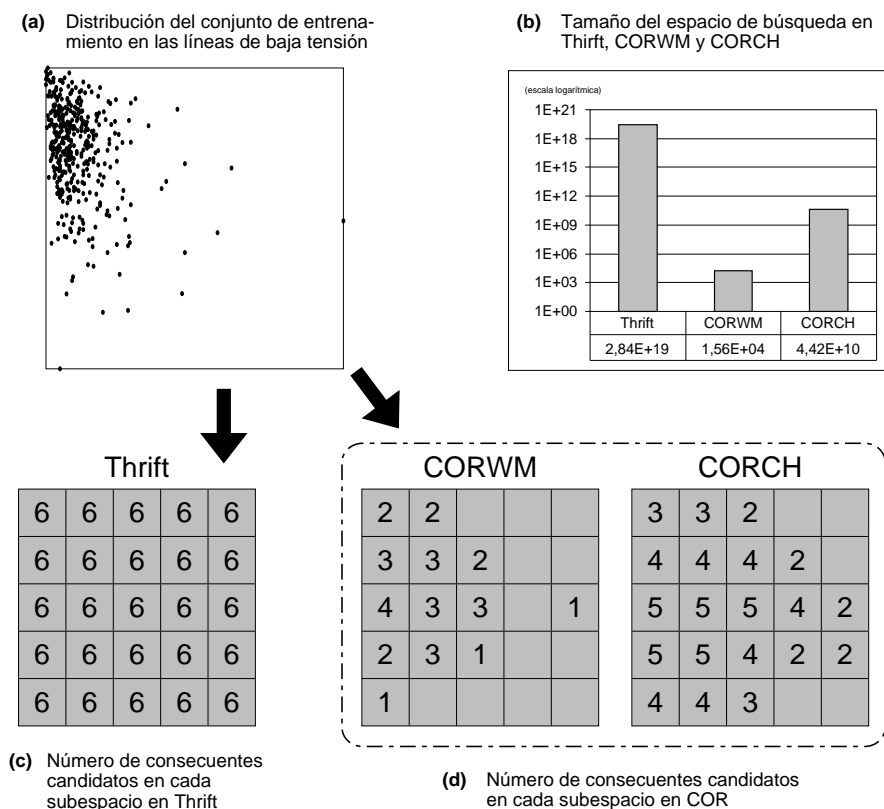 (a) Distribución del conjunto de entrena-
miento en las líneas de baja tensión
(b) Tamaño del espacio de búsqueda en
Thirft, CORWM y CORCH
(escala logarítmica)
1E+21
1E+18
1E+15
1E+12
1E+09
1E+06
1E+03
1E+00
Thrift CORWM CORCH
2,84E+19 1,56E+04 4,42E+10
Thrift
6 6 6 6 6
6 6 6 6 6
6 6 6 6 6
6 6 6 6 6
6 6 6 6 6
CORWM
2 2
3 3 2
4 3 3 1
2 3 1
1
CORCH
3 3 2
4 4 4 2
5 5 5 4 2
5 5 4 2 2
4 4 3
(c) Número de consecuentes
candidatos en cada
subespacio en Thrift
(d) Número de consecuentes candidatos
en cada subespacio en COR